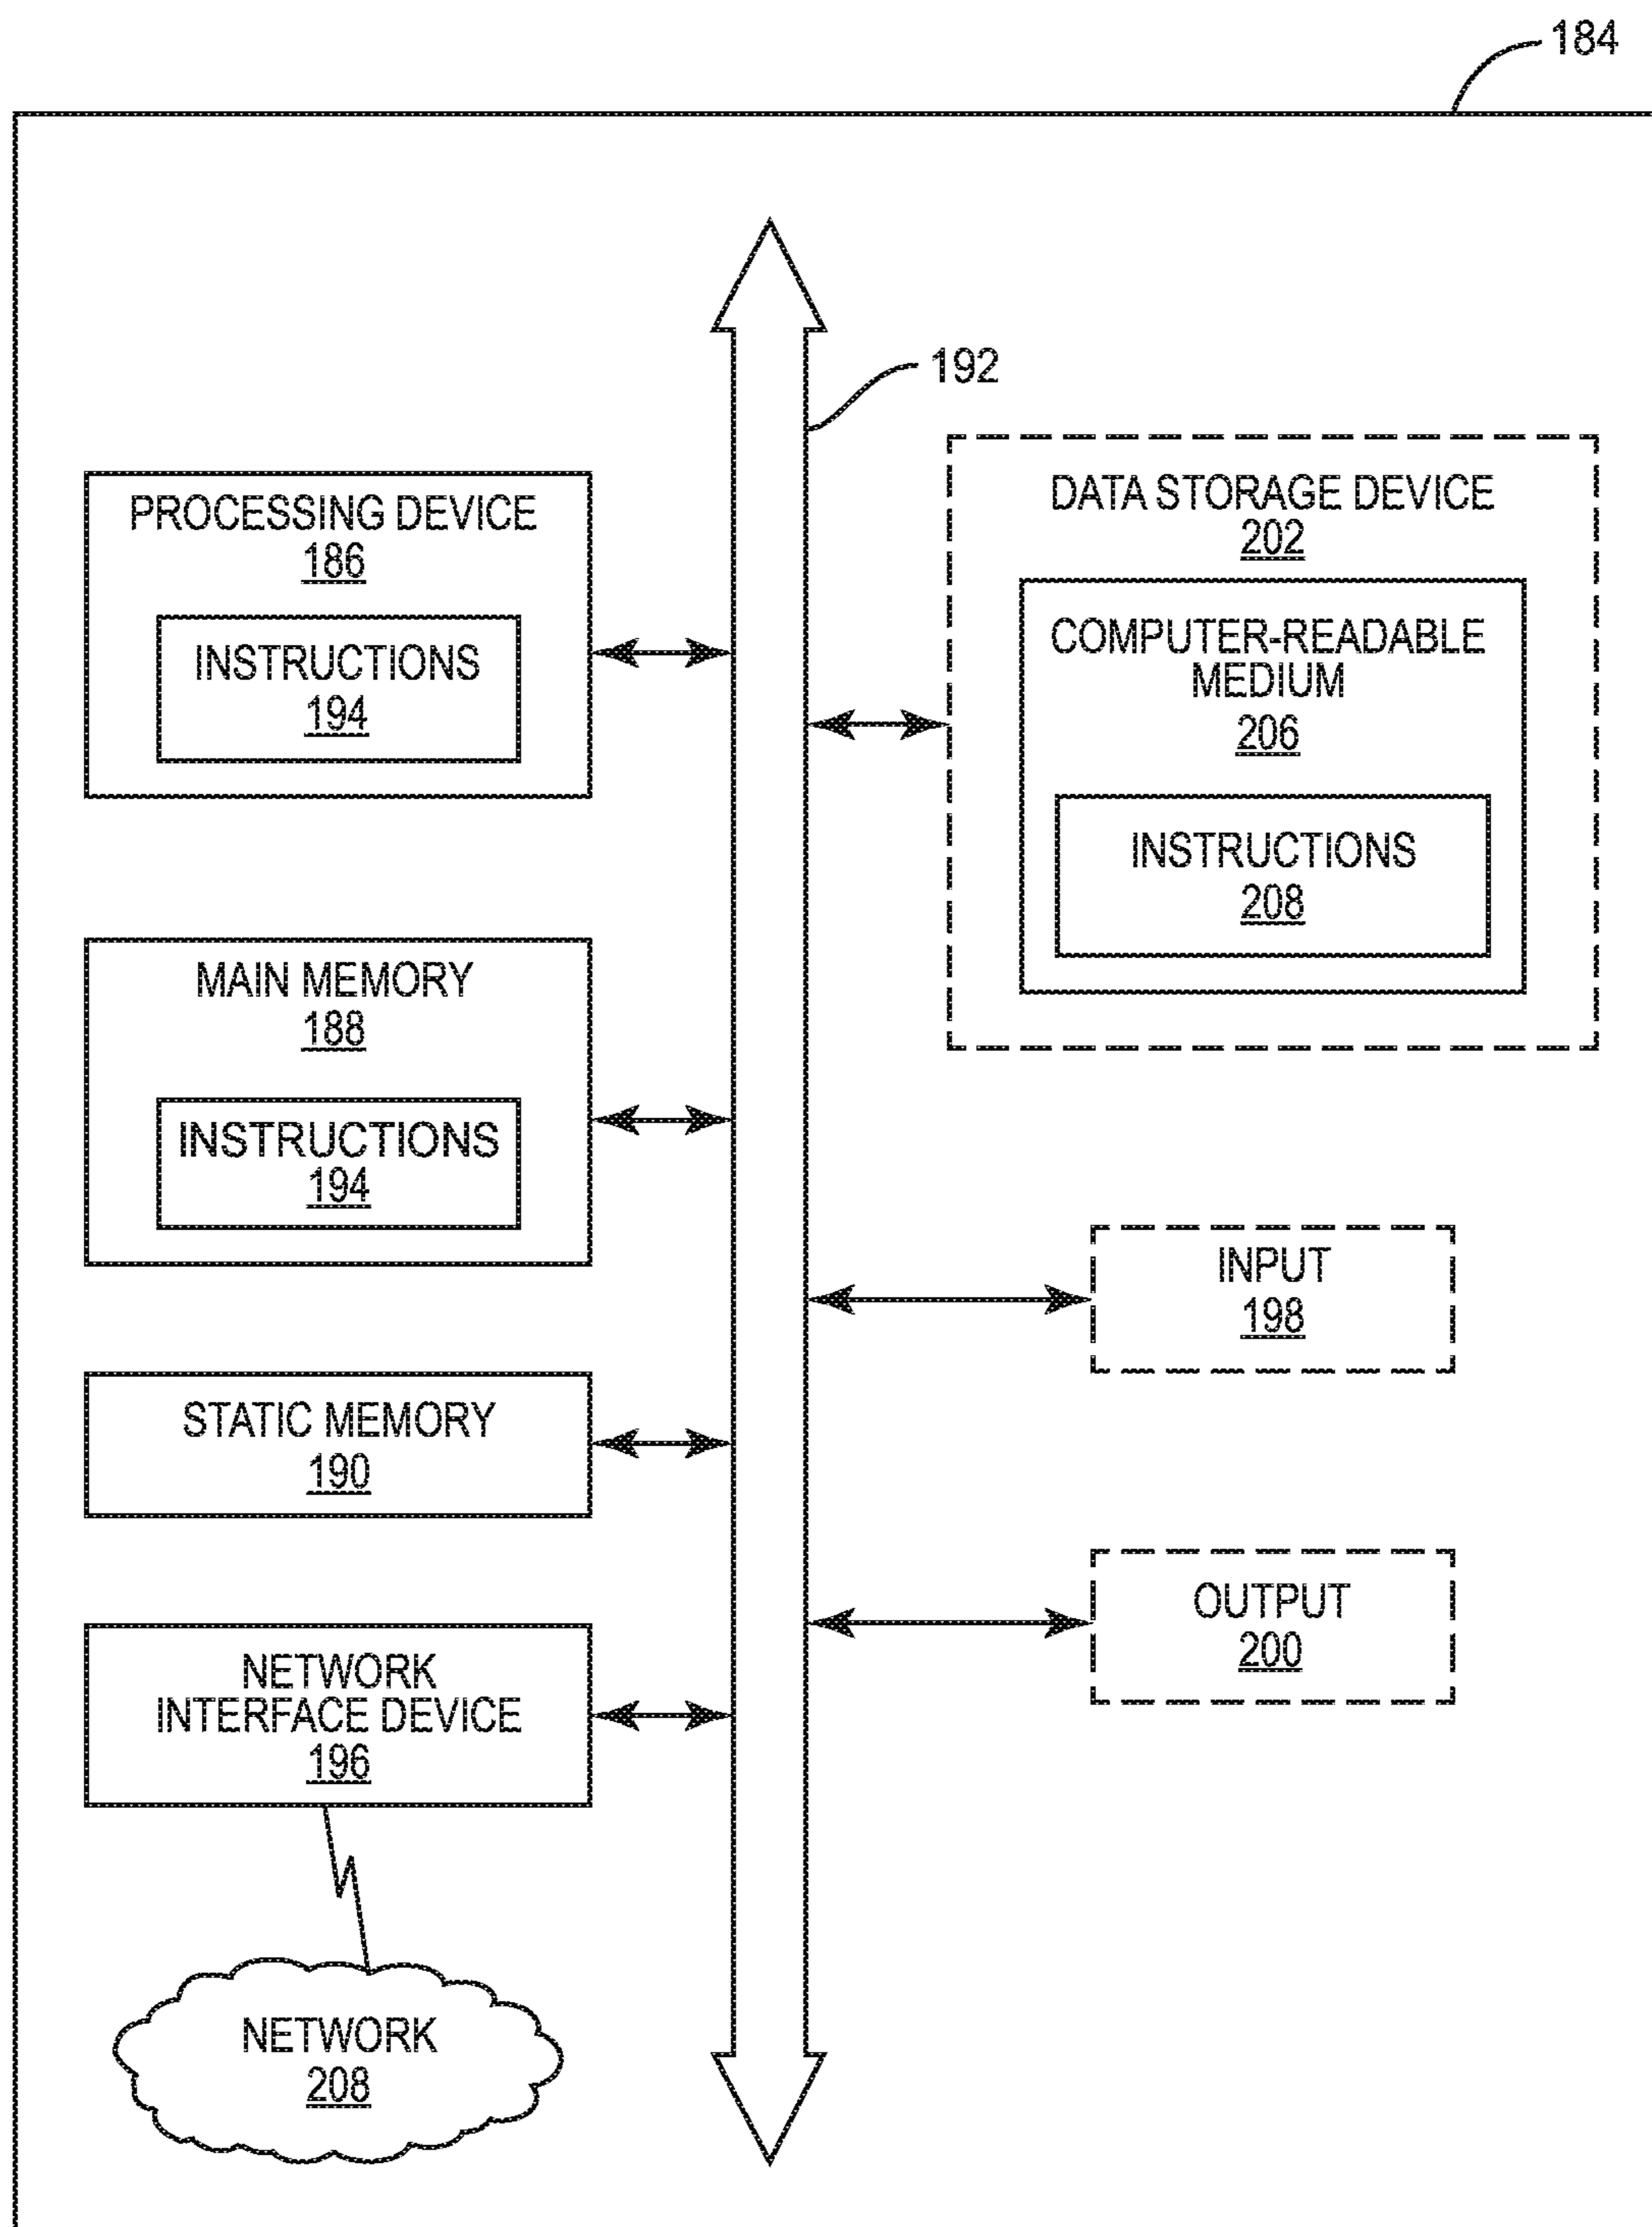 184
192
PROCESSING DEVICE
186
INSTRUCTIONS
194
DATA STORAGE DEVICE
202
COMPUTER-READABLE
MEDIUM
206
INSTRUCTIONS
208
MAIN MEMORY
188
INSTRUCTIONS
194
INPUT
198
STATIC MEMORY
190
OUTPUT
200
NETWORK
INTERFACE DEVICE
196
NETWORK
208